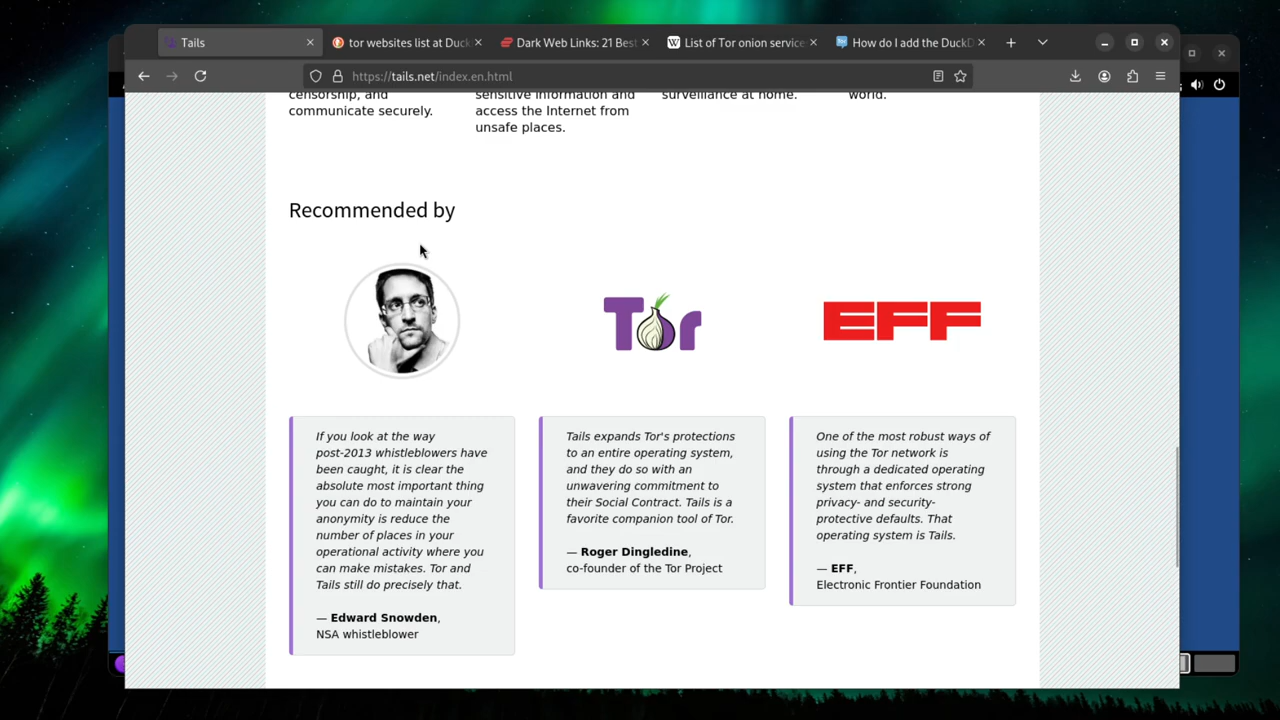 Tails
tor websites list at Duck
Dark Web Links: 21 Best
List of Tor onion service
How do I add the DuckD
https://tails.net/index.en.html
censorship, and
communicate securely.
sensitive information and
access the Internet from
unsafe places.
surveillance at home.
world.
Recommended by
Tor
EFF
If you look at the way
post-2013 whistleblowers have
been caught, it is clear the
absolute most important thing
you can do to maintain your
anonymity is reduce the
number of places in your
operational activity where you
can make mistakes. Tor and
Tails still do precisely that.
— Edward Snowden,
NSA whistleblower
Tails expands Tor's protections
to an entire operating system,
and they do so with an
unwavering commitment to
their Social Contract. Tails is a
favorite companion tool of Tor.
— Roger Dingledine,
co-founder of the Tor Project
One of the most robust ways of
using the Tor network is
through a dedicated operating
system that enforces strong
privacy- and security-
protective defaults. That
operating system is Tails.
— EFF,
Electronic Frontier Foundation